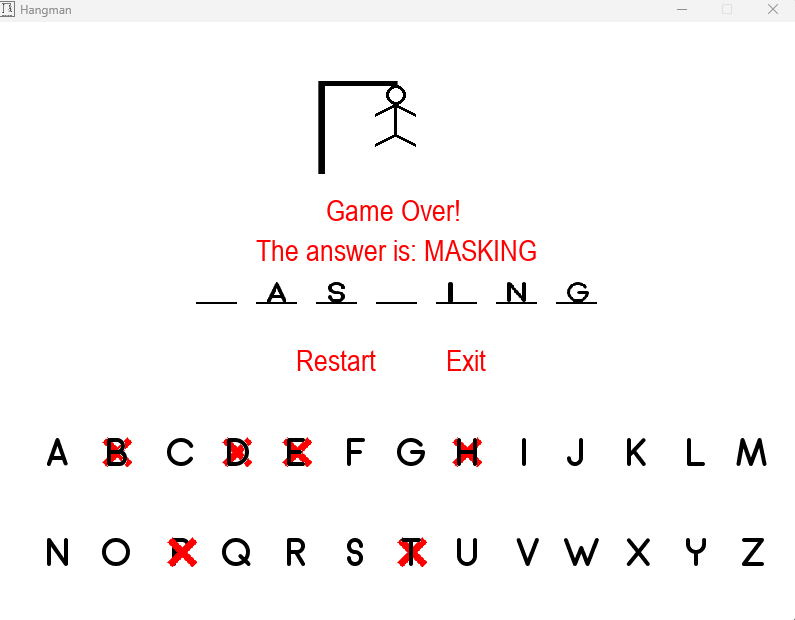 Hangman
Game Over!
The answer is: MASKING
_ A S _ I N G
Restart Exit
A B C D E F G H I J K L M
N O P Q R S T U V W X Y Z